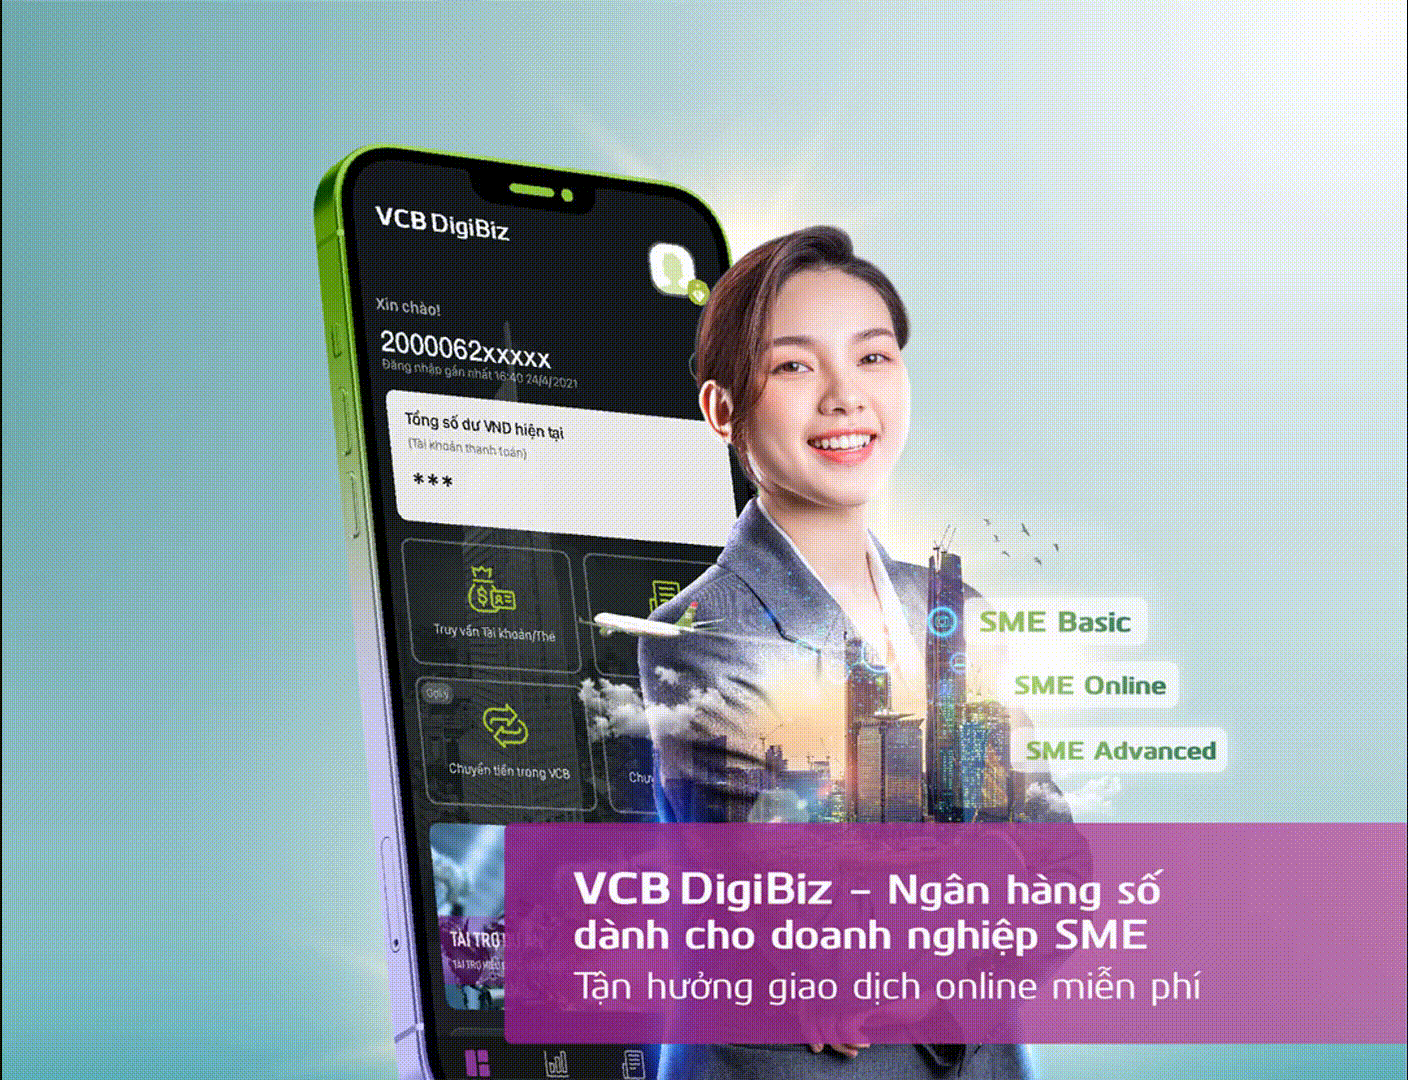 VCB DigiBiz
Xin chào!
2000062xxxxx
Đăng nhập gần nhất 16:40 24/4/2021
Tổng số dư VND hiện tại
(Tài khoản thanh toán)
***
Truy vấn Tài khoản/Thẻ
Gợi ý
Chuyển tiền trong VCB
SME Basic
SME Online
SME Advanced
TÀI TRỢ
VCB DigiBiz – Ngân hàng số
dành cho doanh nghiệp SME
Tận hưởng giao dịch online miễn phí